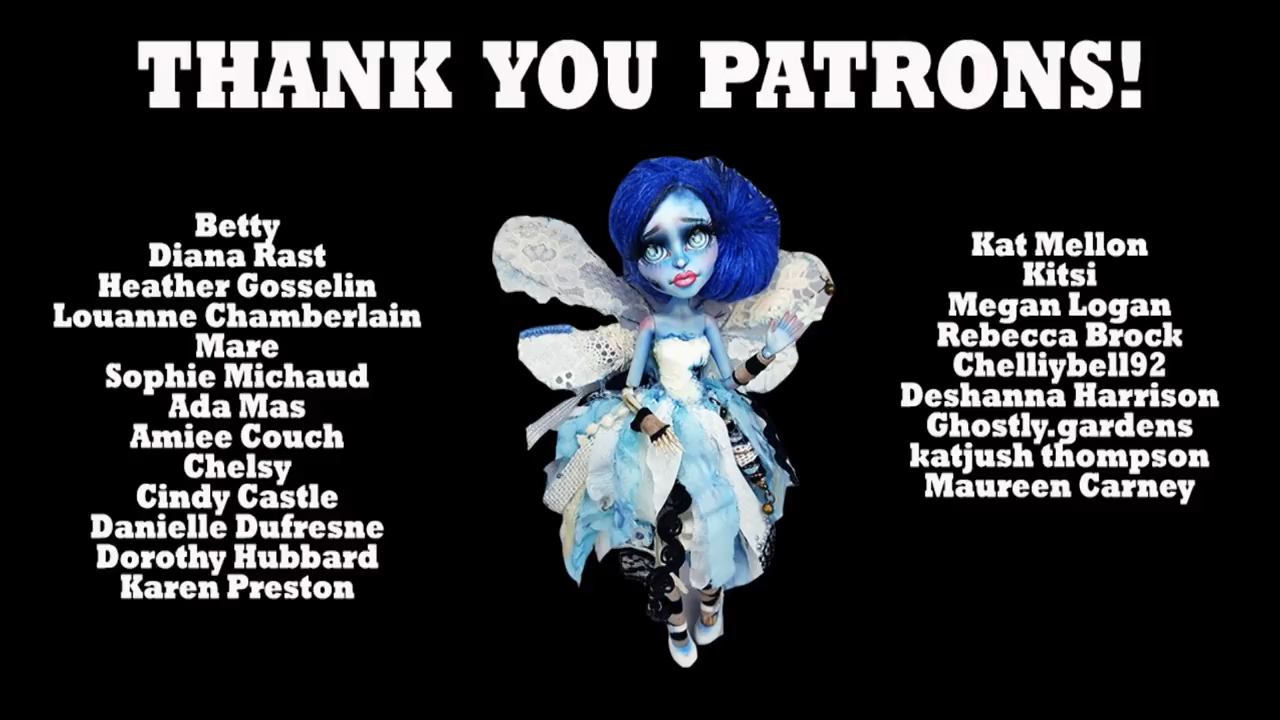 THANK YOU PATRONS!
Betty
Diana Rast
Heather Gosselin
Louanne Chamberlain
Mare
Sophie Michaud
Ada Mas
Amiee Couch
Chelsy
Cindy Castle
Danielle Dufresne
Dorothy Hubbard
Karen Preston
Kat Mellon
Kitsi
Megan Logan
Rebecca Brock
Chelliybell92
Deshanna Harrison
Ghostly.gardens
katjush thompson
Maureen Carney